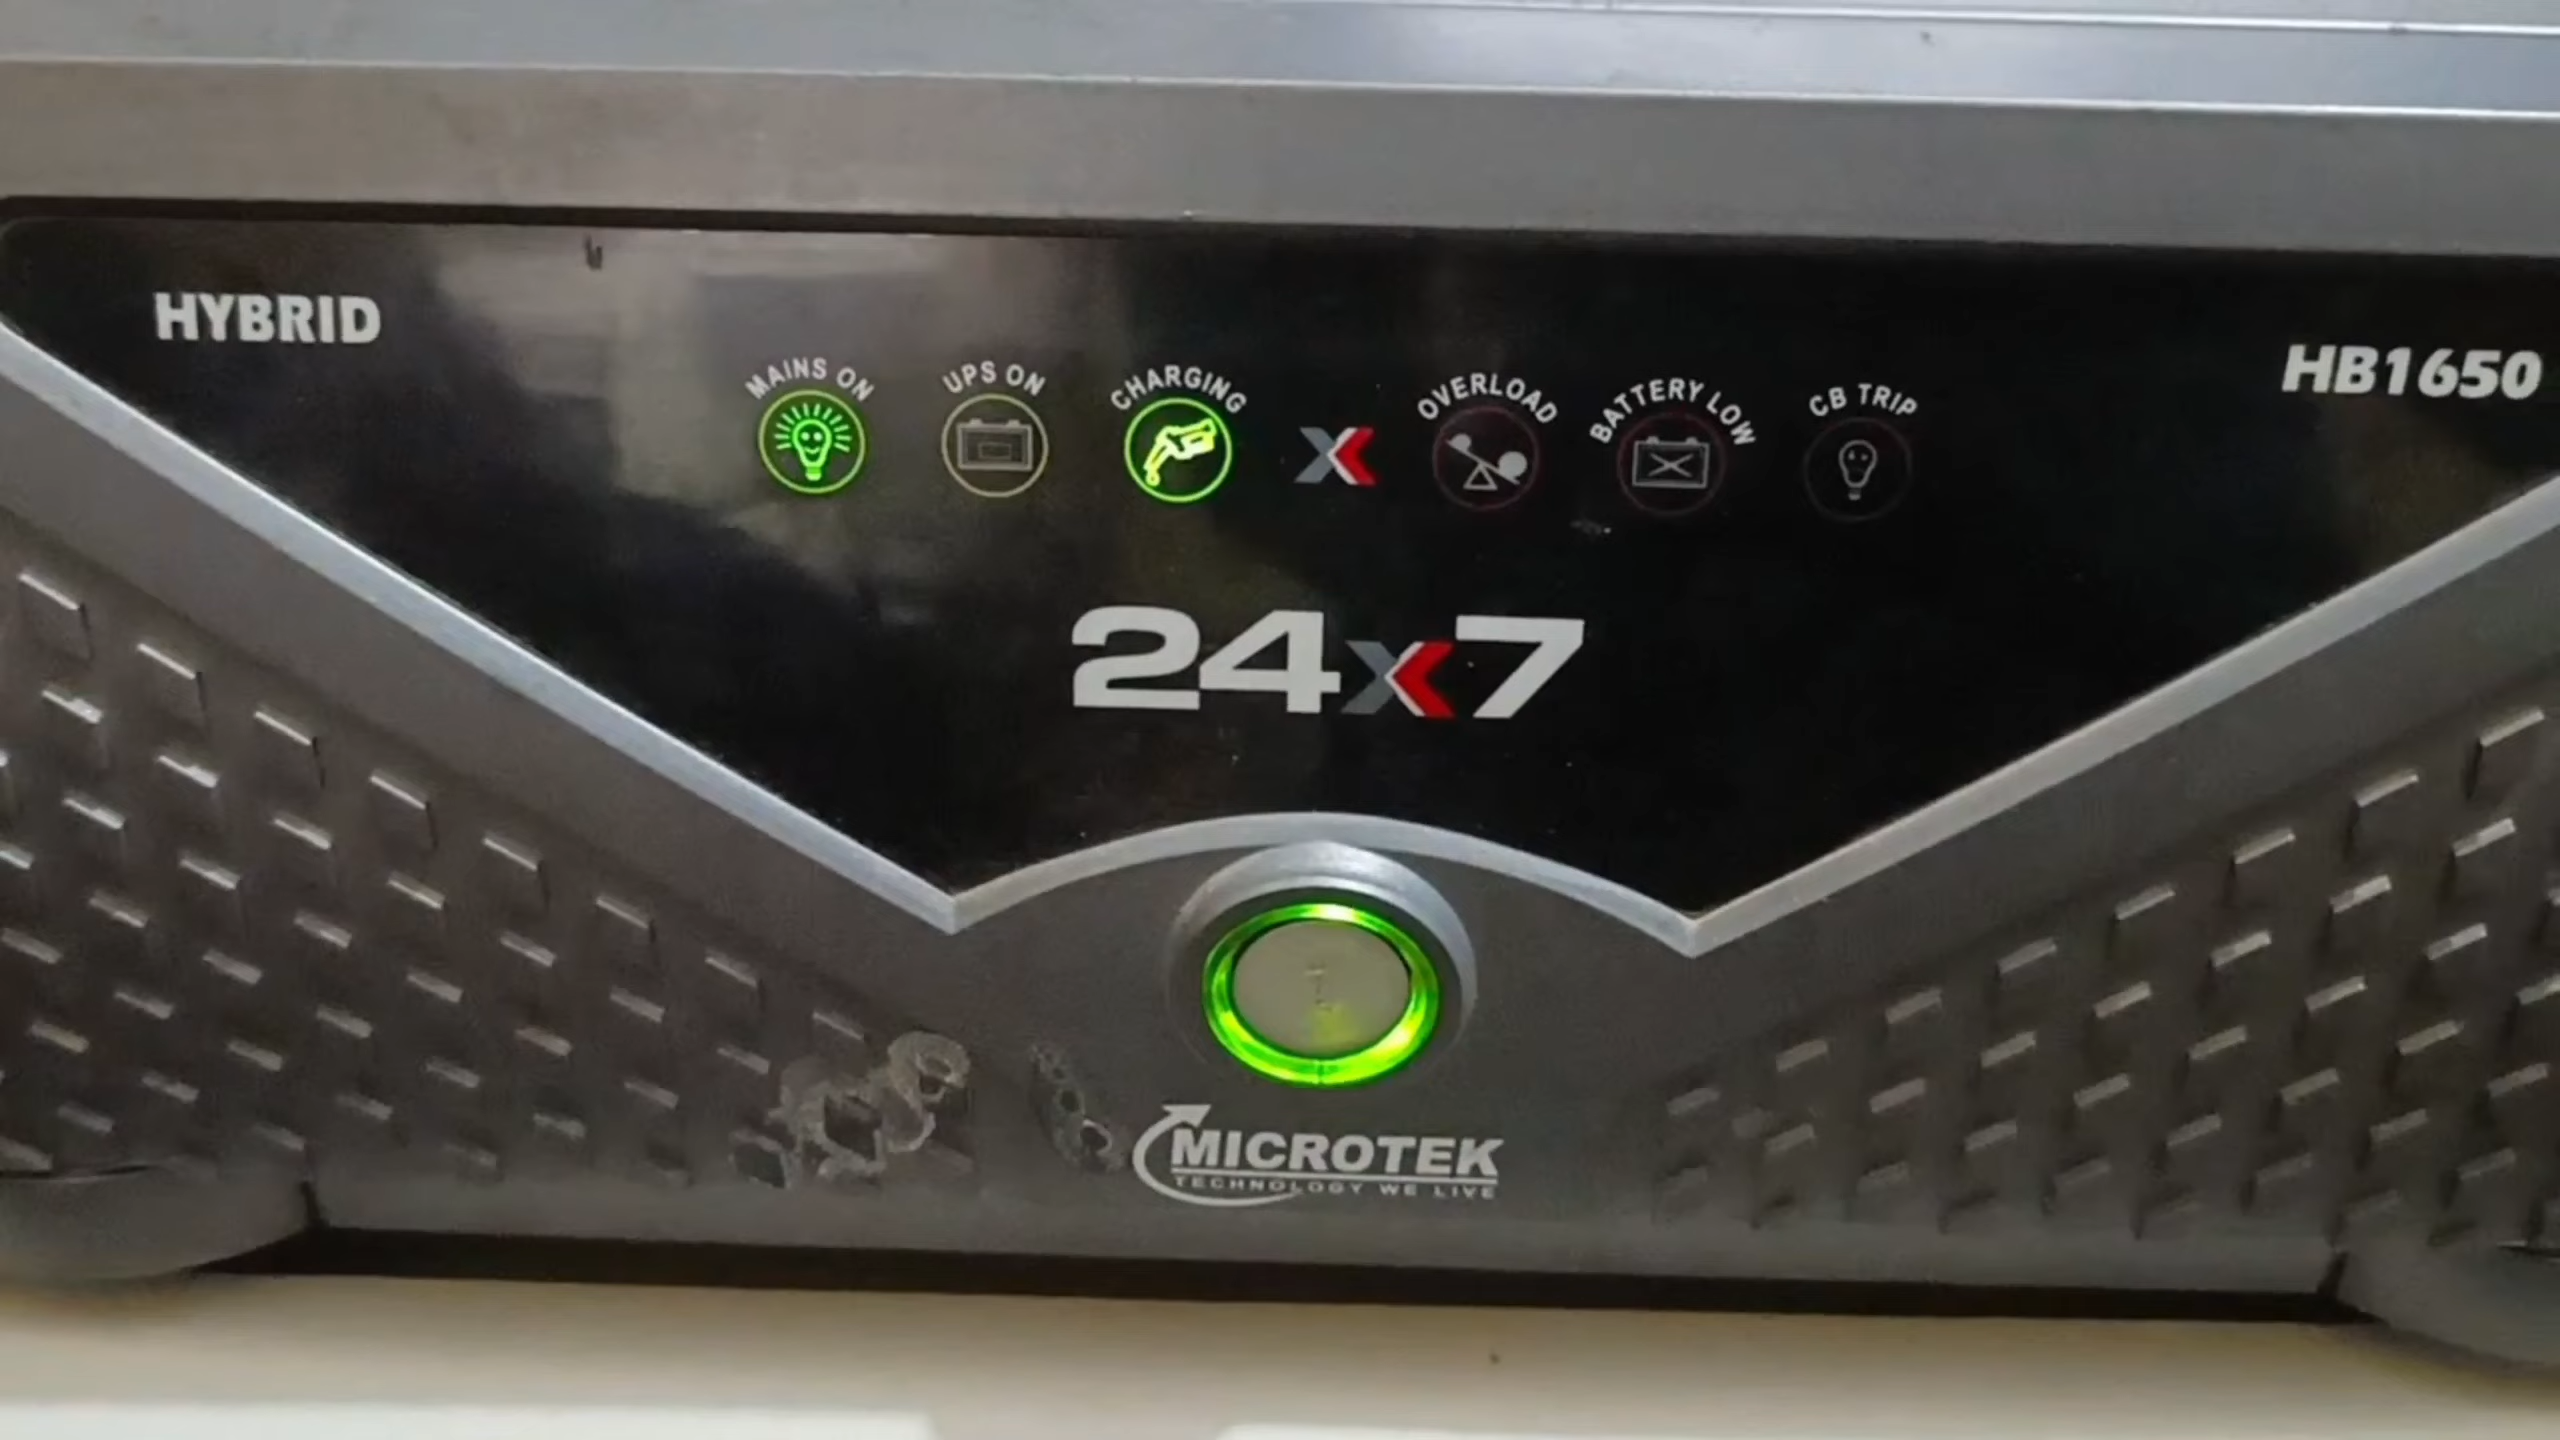 HYBRID
MAINS ON
UPS ON
CHARGING
OVERLOAD
BATTERY LOW
CB TRIP
HB1650
24x7
MICROTEK
TECHNOLOGY WE LIVE